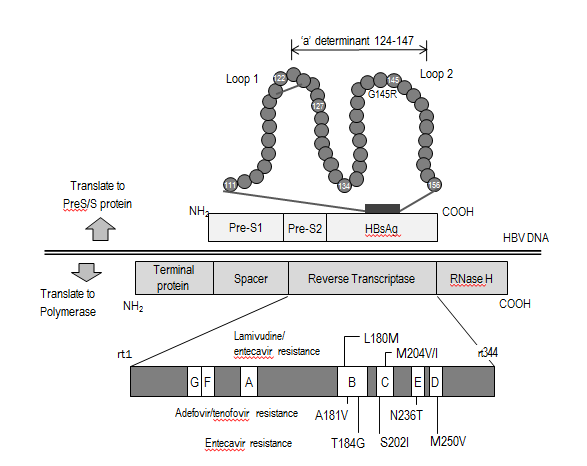 'a' determinant 124-147
Loop 1
Loop 2
122
145
G145R
127
111
134
156
Translate to
PreS/S protein
NH2
COOH
Pre-S1
Pre-S2
HBsAg
HBV DNA
Translate to
Polymerase
Terminal
protein
Spacer
Reverse Transcriptase
RNase H
NH2
COOH
Lamivudine/
entecavir resistance
L180M
M204V/I
rt1
rt344
G
F
A
B
C
E
D
Adefovir/tenofovir resistance
A181V
N236T
Entecavir resistance
T184G
S202I
M250V